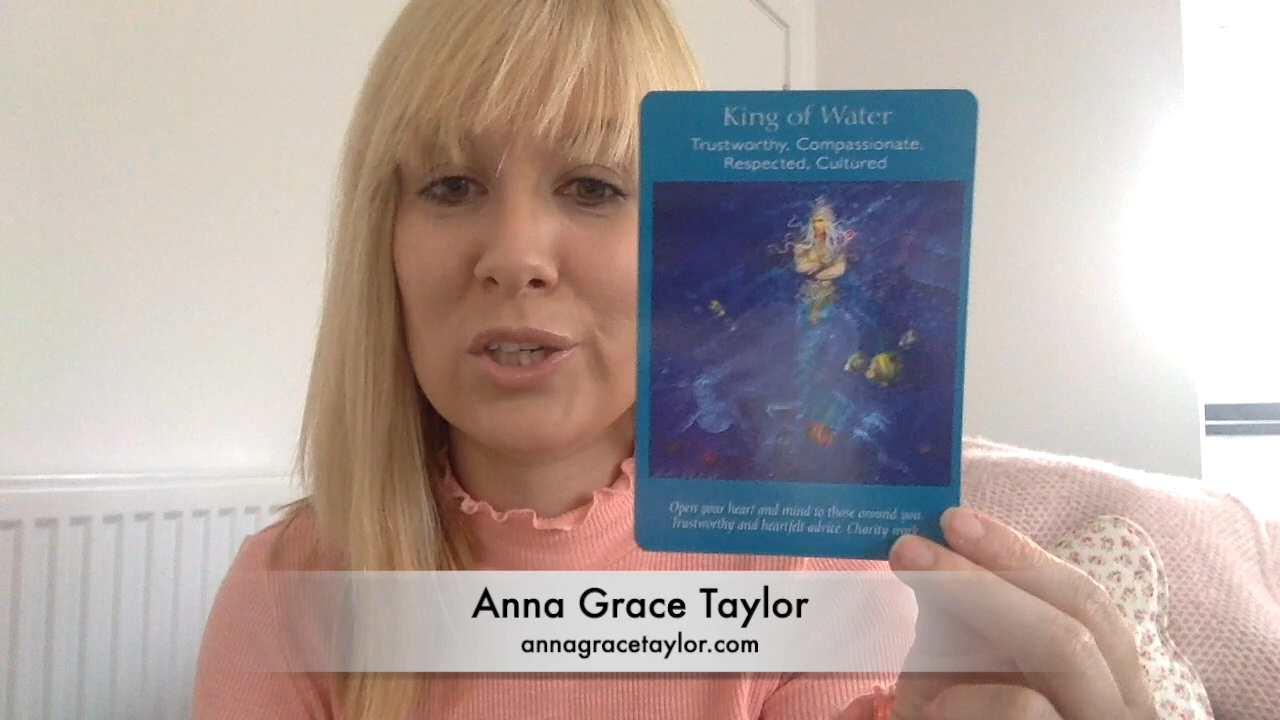 King of Water
Trustworthy, Compassionate,
Respected, Cultured
Open your heart and mind to those around you.
Trustworthy and heartfelt advice. Charity work.
Anna Grace Taylor
annagracetaylor.com